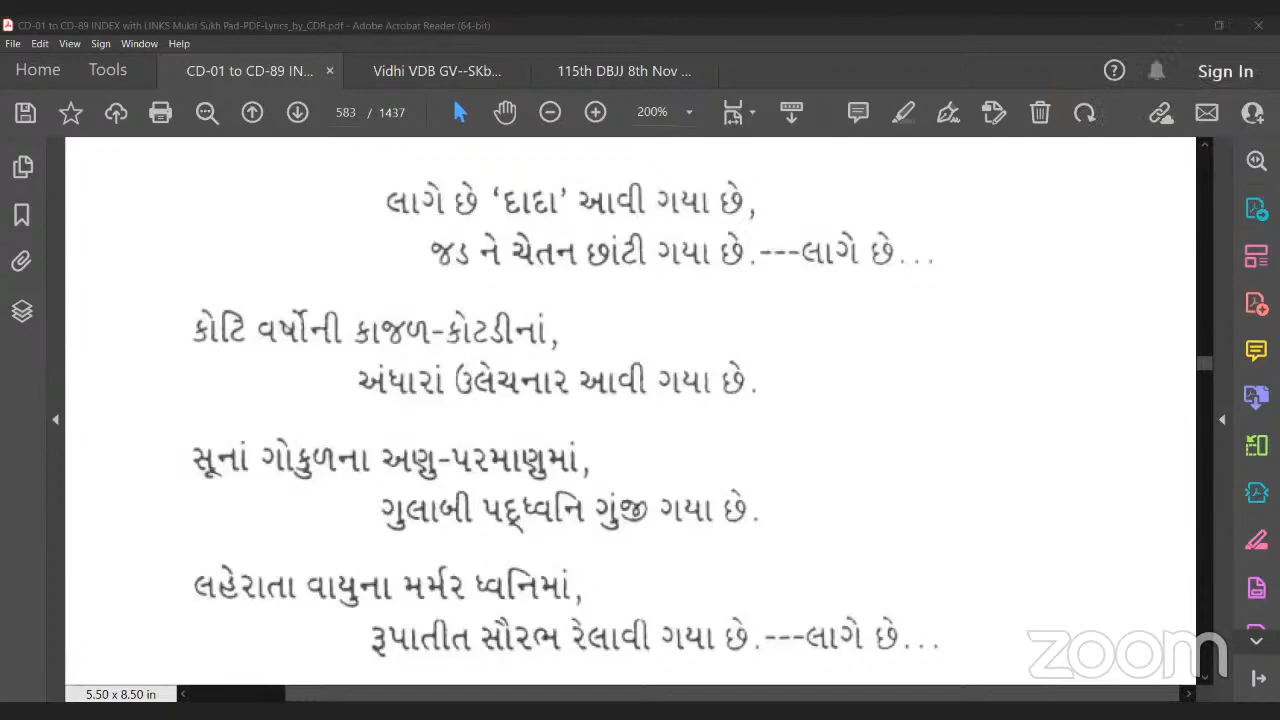 CD-01 to CD-89 INDEX with LINKS Mukti Sukh Pad-PDF-Lyrics_by_CDR.pdf - Adobe Acrobat Reader (64-bit)
File Edit View Sign Window Help
Home Tools CD-01 to CD-89 IN... × Vidhi VDB GV--SKb... 115th DBJJ 8th Nov ... Sign In
583 / 1437 200%
લાગે છે ‘દાદા’ આવી ગયા છે,
જડ ને ચેતન છાંટી ગયા છે.---લાગે છે...
કોટિ વર્ષોની કાજળ-કોટડીનાં,
અંધારાં ઉલેચનાર આવી ગયા છે.
સૂનાં ગોકુળના અણુ-પરમાણુમાં,
ગુલાબી પદ્ધ્વનિ ગુંજી ગયા છે.
લહેરાતા વાયુના મર્મર ધ્વનિમાં,
રૂપાતીત સૌરભ રેલાવી ગયા છે.---લાગે છે...
zoom
5.50 x 8.50 in